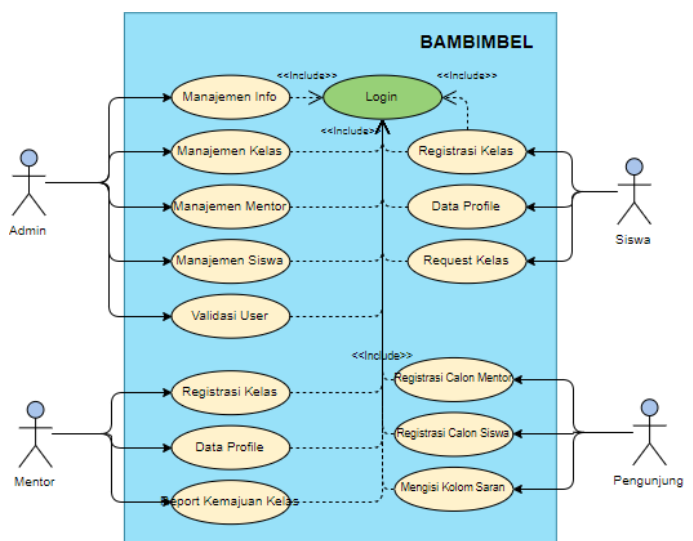 BAMBIMBEL
<<Include>>
<<Include>>
Manajemen Info
Login
<<Include>>
Manajemen Kelas
Registrasi Kelas
Admin
Manajemen Mentor
Data Profile
Siswa
Manajemen Siswa
Request Kelas
Validasi User
<<Include>>
Registrasi Kelas
Registrasi Calon Mentor
Data Profile
Registrasi Calon Siswa
Mentor
Pengunjung
Report Kemajuan Kelas
Mengisi Kolom Saran